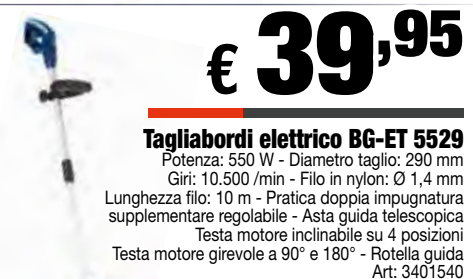 € 39,95
Tagliabordi elettrico BG-ET 5529
Potenza: 550 W - Diametro taglio: 290 mm
Giri: 10.500 /min - Filo in nylon: Ø 1,4 mm
Lunghezza filo: 10 m - Pratica doppia impugnatura
supplementare regolabile - Asta guida telescopica
Testa motore inclinabile su 4 posizioni
Testa motore girevole a 90° e 180° - Rotella guida
Art: 3401540